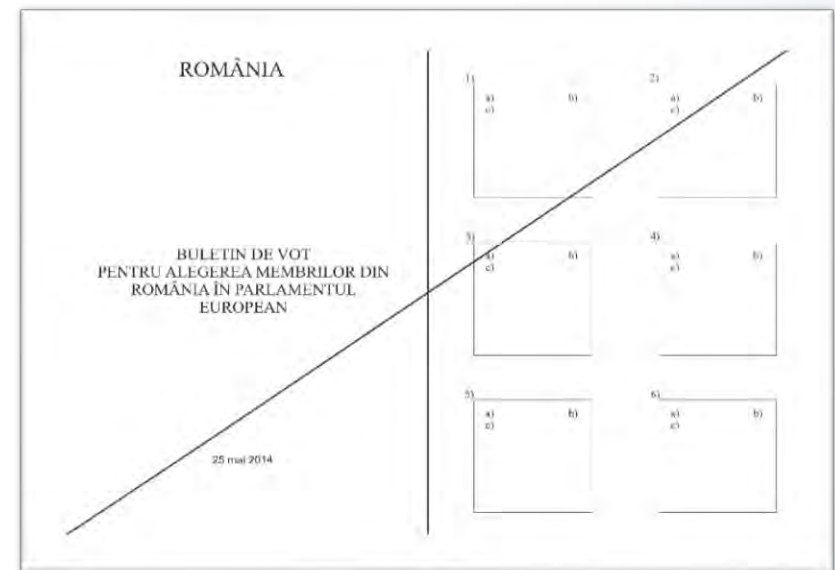 ROMÂNIA
BULETIN DE VOT
PENTRU ALEGEREA MEMBRILOR DIN
ROMÂNIA ÎN PARLAMENTUL
EUROPEAN
25 mai 2014
1)
a) b)
c)
2)
a) b)
c)
3)
a) b)
c)
4)
a) b)
c)
5)
a) b)
c)
6)
a) b)
c)